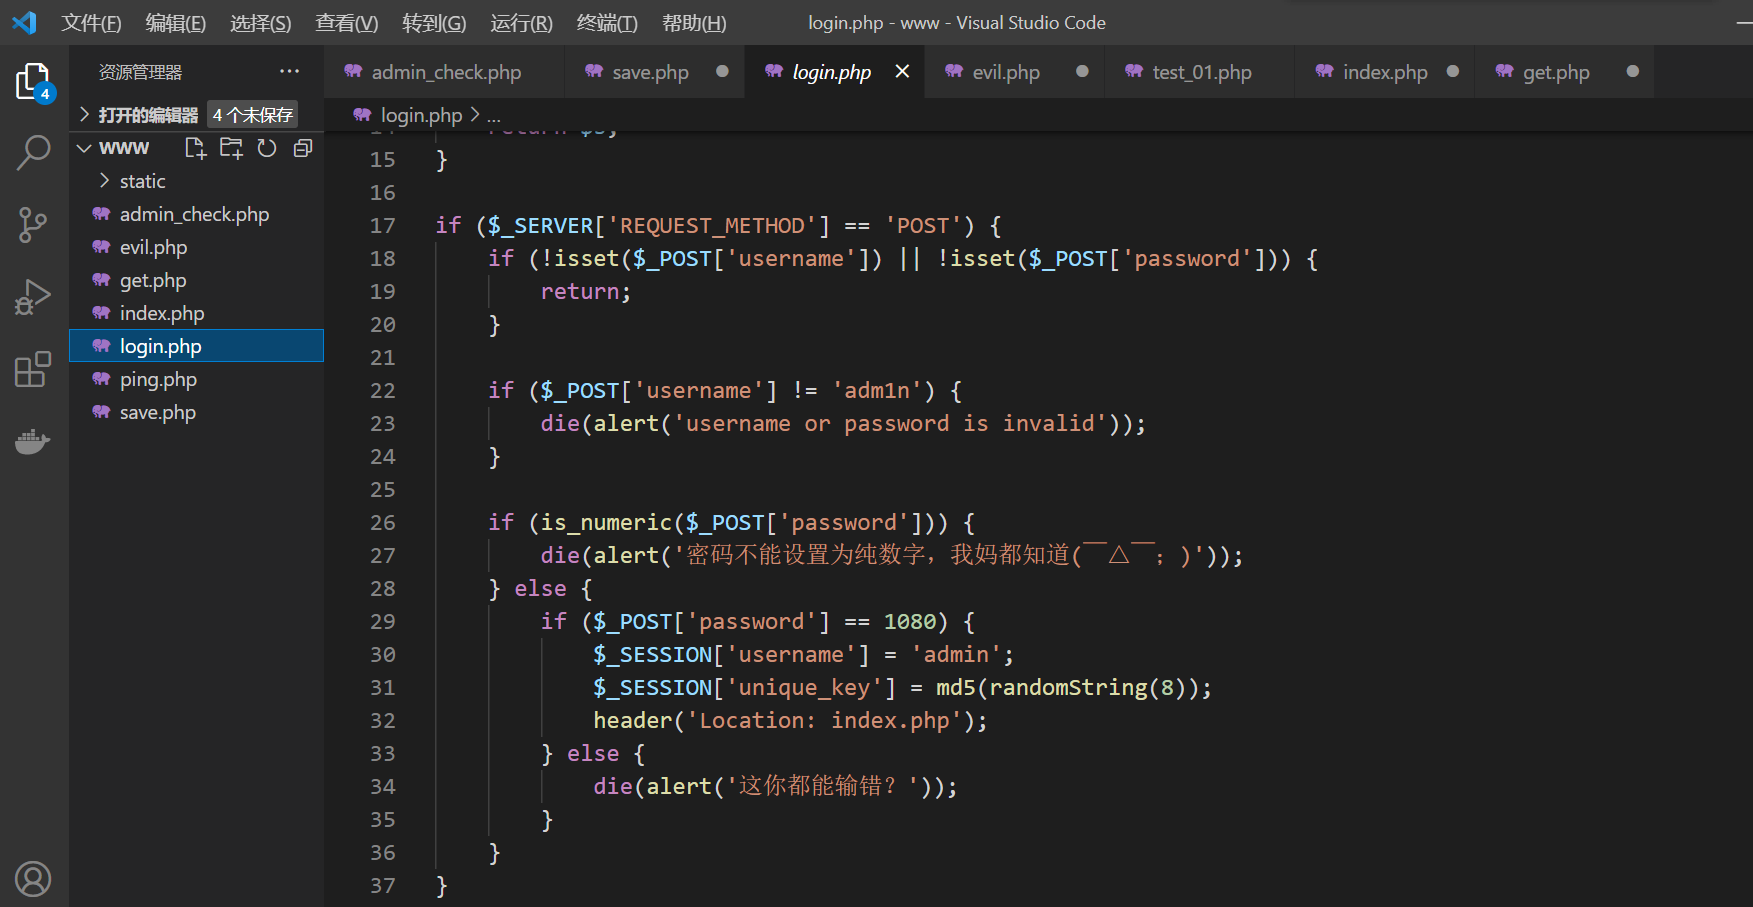 文件(F) 编辑(E) 选择(S) 查看(V) 转到(G) 运行(R) 终端(T) 帮助(H) login.php - www - Visual Studio Code
资源管理器 ···
admin_check.php save.php login.php evil.php test_01.php index.php get.php
4
打开的编辑器 4 个未保存
login.php > ...
WWW
static
admin_check.php
evil.php
get.php
index.php
login.php
ping.php
save.php
14 return $s;
15 }
16
17 if ($_SERVER['REQUEST_METHOD'] == 'POST') {
18 if (!isset($_POST['username']) || !isset($_POST['password'])) {
19 return;
20 }
21
22 if ($_POST['username'] != 'adm1n') {
23 die(alert('username or password is invalid'));
24 }
25
26 if (is_numeric($_POST['password'])) {
27 die(alert('密码不能设置为纯数字，我妈都知道(￣△￣；)'));
28 } else {
29 if ($_POST['password'] == 1080) {
30 $_SESSION['username'] = 'admin';
31 $_SESSION['unique_key'] = md5(randomString(8));
32 header('Location: index.php');
33 } else {
34 die(alert('这你都能输错？'));
35 }
36 }
37 }